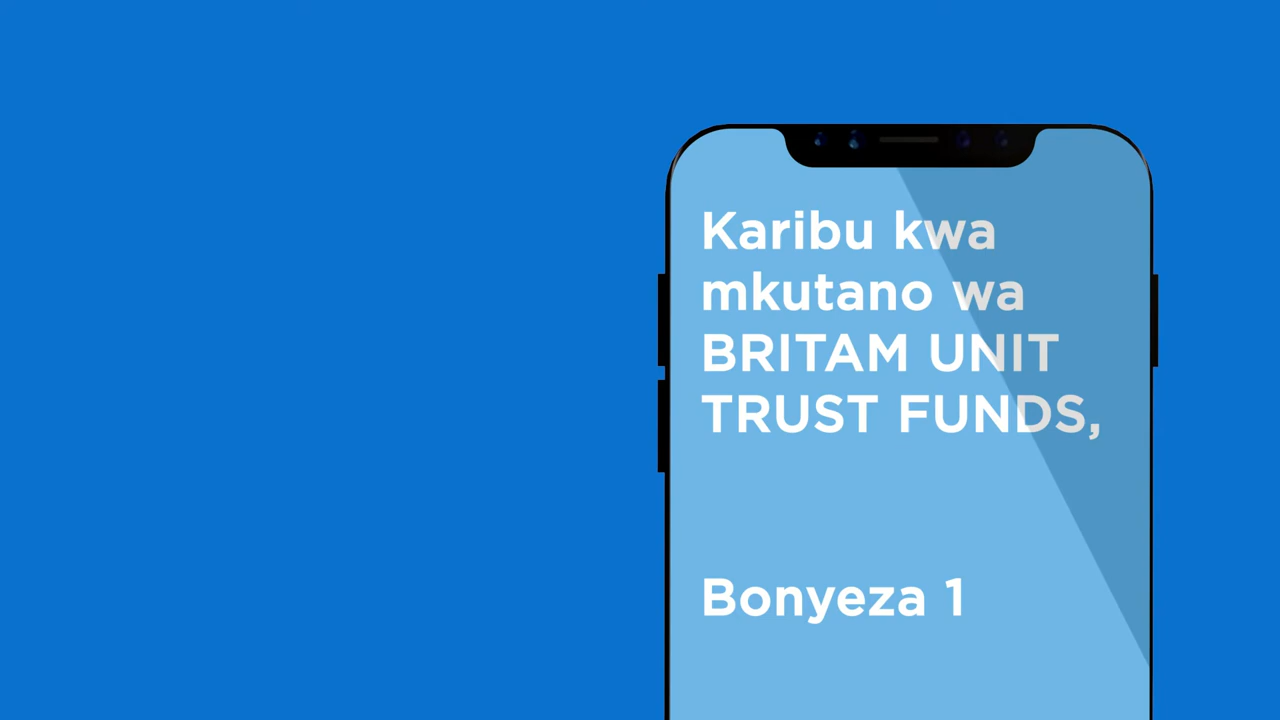 Karibu kwa
mkutano wa
BRITAM UNIT
TRUST FUNDS,
Bonyeza 1